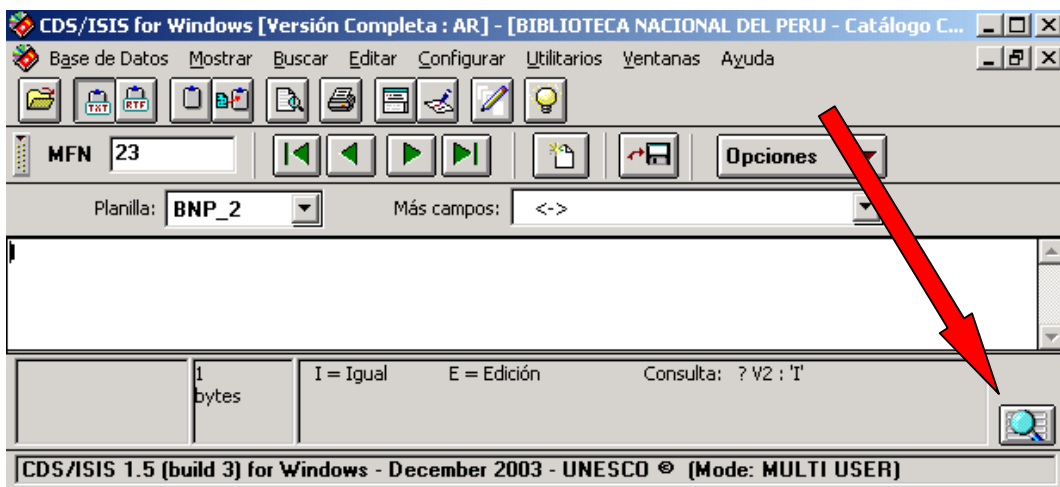 CDS/ISIS for Windows [Versión Completa : AR] - [BIBLIOTECA NACIONAL DEL PERU - Catálogo C...
Base de Datos Mostrar Buscar Editar Configurar Utilitarios Ventanas Ayuda
TXT RTF
MFN 23 Opciones
Planilla: BNP_2 Más campos: <->
1 I = Igual E = Edición Consulta: ? V2 : 'I'
bytes
CDS/ISIS 1.5 (build 3) for Windows - December 2003 - UNESCO © (Mode: MULTI USER)